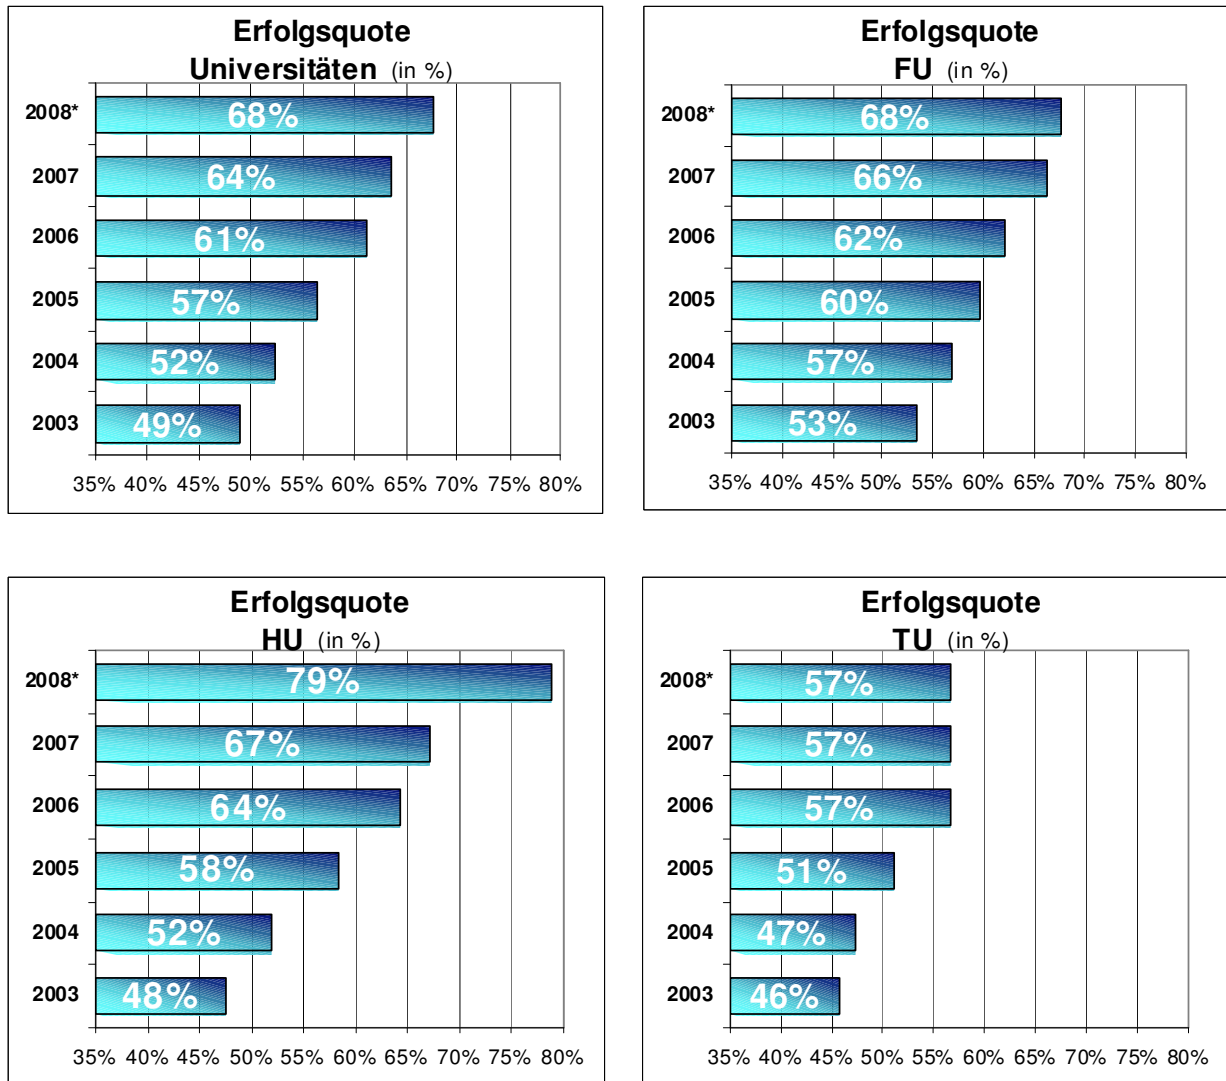 Erfolgsquote
Universitäten (in %)
2008* 68%
2007 64%
2006 61%
2005 57%
2004 52%
2003 49%
35% 40% 45% 50% 55% 60% 65% 70% 75% 80%
Erfolgsquote
FU (in %)
2008* 68%
2007 66%
2006 62%
2005 60%
2004 57%
2003 53%
35% 40% 45% 50% 55% 60% 65% 70% 75% 80%
Erfolgsquote
HU (in %)
2008* 79%
2007 67%
2006 64%
2005 58%
2004 52%
2003 48%
35% 40% 45% 50% 55% 60% 65% 70% 75% 80%
Erfolgsquote
TU (in %)
2008* 57%
2007 57%
2006 57%
2005 51%
2004 47%
2003 46%
35% 40% 45% 50% 55% 60% 65% 70% 75% 80%